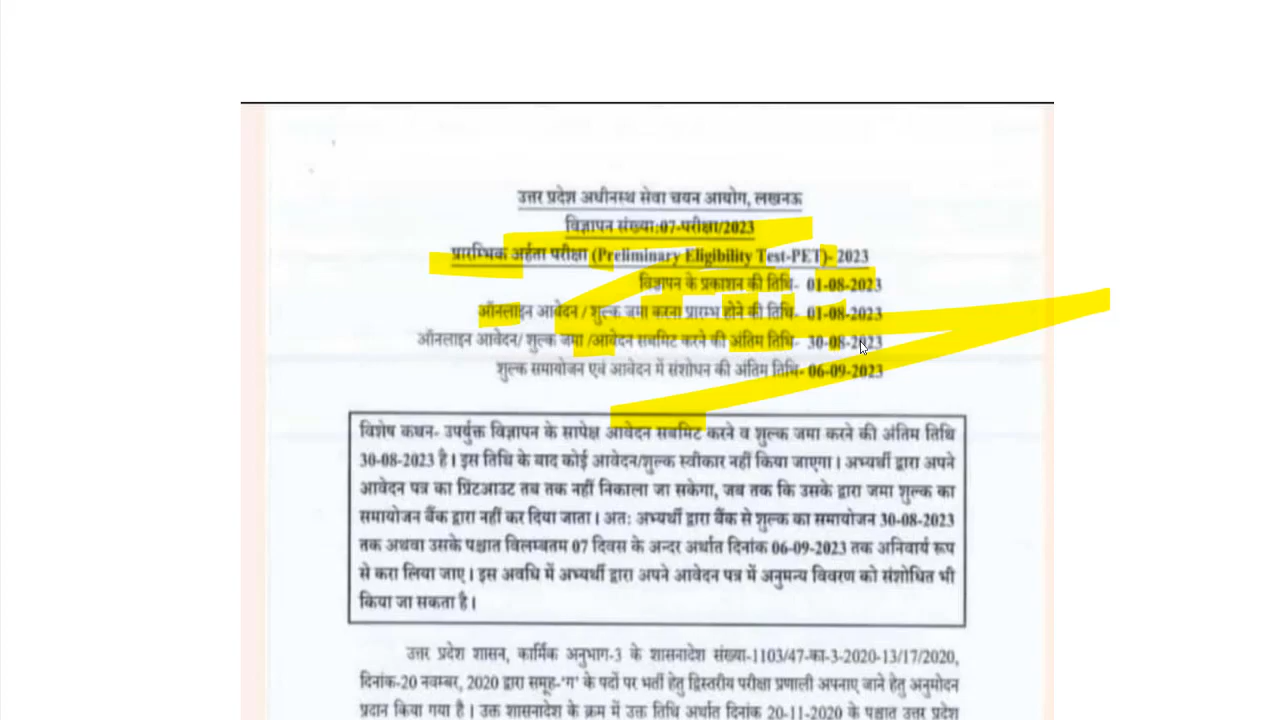 उत्तर प्रदेश अधीनस्थ सेवा चयन आयोग, लखनऊ
विज्ञापन संख्या:07-परीक्षा/2023
प्रारम्भिक अर्हता परीक्षा (Preliminary Eligibility Test-PET)- 2023
विज्ञापन के प्रकाशन की तिथि- 01-08-2023
ऑनलाइन आवेदन / शुल्क जमा करना प्रारम्भ होने की तिथि- 01-08-2023
ऑनलाइन आवेदन/ शुल्क जमा /आवेदन सबमिट करने की अंतिम तिथि- 30-08-2023
शुल्क समायोजन एवं आवेदन में संशोधन की अंतिम तिथि- 06-09-2023
विशेष कथन- उपर्युक्त विज्ञापन के सापेक्ष आवेदन सबमिट करने व शुल्क जमा करने की अंतिम तिथि
30-08-2023 है। इस तिथि के बाद कोई आवेदन/शुल्क स्वीकार नहीं किया जाएगा। अभ्यर्थी द्वारा अपने
आवेदन पत्र का प्रिंटआउट तब तक नहीं निकाला जा सकेगा, जब तक कि उसके द्वारा जमा शुल्क का
समायोजन बैंक द्वारा नहीं कर दिया जाता। अतः अभ्यर्थी द्वारा बैंक से शुल्क का समायोजन 30-08-2023
तक अथवा उसके पश्चात विलम्बतम 07 दिवस के अन्दर अर्थात दिनांक 06-09-2023 तक अनिवार्य रूप
से करा लिया जाए। इस अवधि में अभ्यर्थी द्वारा अपने आवेदन पत्र में अनुमन्य विवरण को संशोधित भी
किया जा सकता है।
उत्तर प्रदेश शासन, कार्मिक अनुभाग-3 के शासनादेश संख्या-1103/47-का-3-2020-13/17/2020,
दिनांक-20 नवम्बर, 2020 द्वारा समूह-'ग' के पदों पर भर्ती हेतु द्विस्तरीय परीक्षा प्रणाली अपनाए जाने हेतु अनुमोदन
प्रदान किया गया है। उक्त शासनादेश के क्रम में उक्त तिथि अर्थात दिनांक 20-11-2020 के पश्चात उत्तर प्रदेश